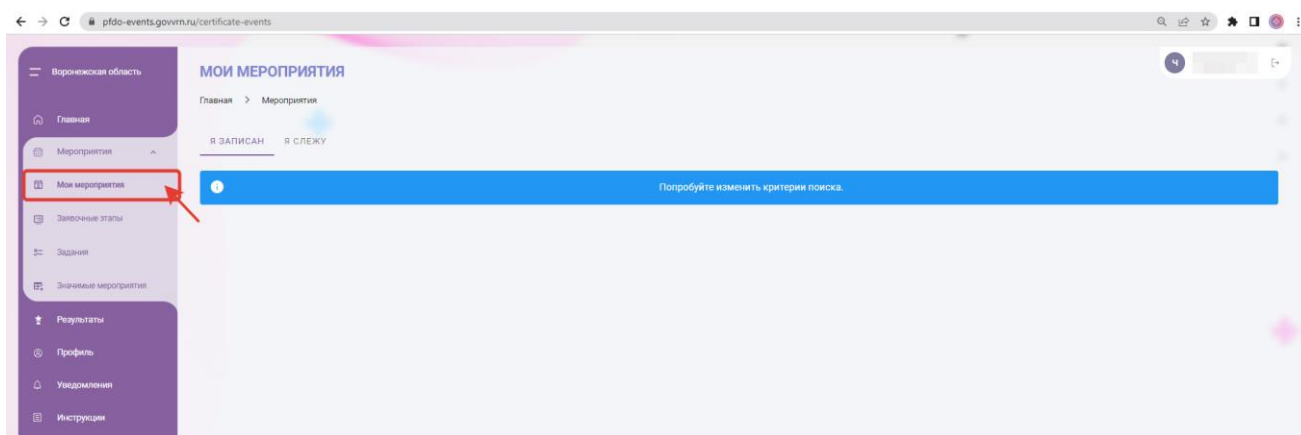 pfdo-events.govvrn.ru/certificate-events
Воронежская область
Главная
Мероприятия
Мои мероприятия
Заявочные этапы
Задания
Значимые мероприятия
Результаты
Профиль
Уведомления
Инструкции
МОИ МЕРОПРИЯТИЯ
Главная > Мероприятия
Я ЗАПИСАН Я СЛЕЖУ
Попробуйте изменить критерии поиска.
Ч